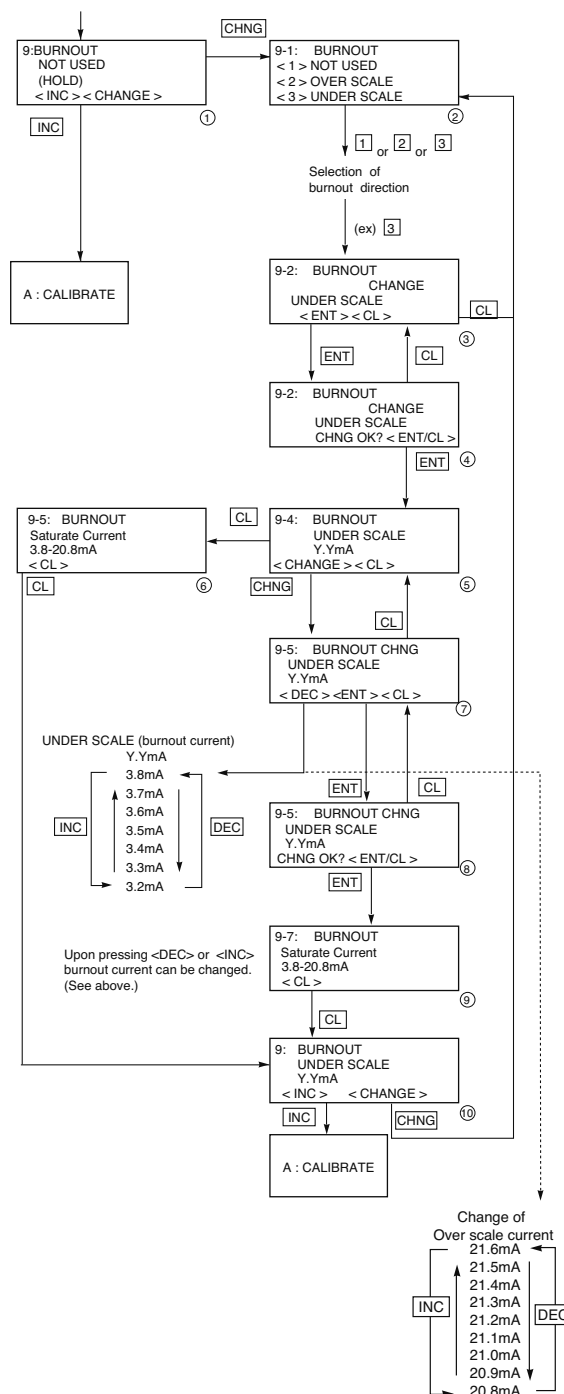 CHNG
9:BURNOUT
NOT USED
(HOLD)
< INC > < CHANGE >
①
9-1: BURNOUT
< 1 > NOT USED
< 2 > OVER SCALE
< 3 > UNDER SCALE
②
INC
1 or 2 or 3
Selection of
burnout direction
(ex) 3
A : CALIBRATE
9-2: BURNOUT
CHANGE
UNDER SCALE
< ENT > < CL >
③
CL
ENT
CL
9-2: BURNOUT
CHANGE
UNDER SCALE
CHNG OK? < ENT/CL >
④
ENT
9-5: BURNOUT
Saturate Current
3.8-20.8mA
< CL >
⑥
CL
CL
9-4: BURNOUT
UNDER SCALE
Y.YmA
< CHANGE > < CL >
⑤
CHNG
CL
9-5: BURNOUT CHNG
UNDER SCALE
Y.YmA
< DEC > <ENT > < CL >
⑦
UNDER SCALE (burnout current)
Y.YmA
3.8mA
3.7mA
3.6mA
3.5mA
3.4mA
3.3mA
3.2mA
INC
DEC
ENT
CL
9-5: BURNOUT CHNG
UNDER SCALE
Y.YmA
CHNG OK? < ENT/CL >
⑧
ENT
Upon pressing <DEC> or <INC>
burnout current can be changed.
(See above.)
9-7: BURNOUT
Saturate Current
3.8-20.8mA
< CL >
⑨
CL
9: BURNOUT
UNDER SCALE
Y.YmA
< INC > < CHANGE >
⑩
INC
CHNG
A : CALIBRATE
Change of
Over scale current
21.6mA
21.5mA
21.4mA
21.3mA
21.2mA
21.1mA
21.0mA
20.9mA
20.8mA
INC
DEC